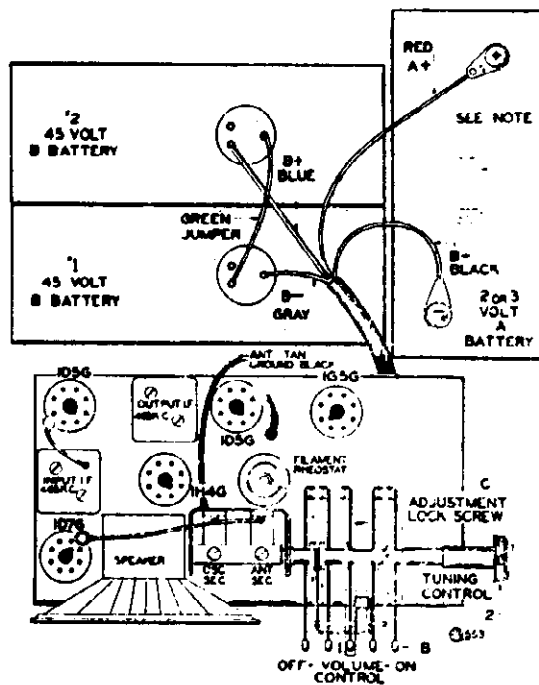 RED
A+
SEE NOTE
2
45 VOLT
B BATTERY
B+
BLUE
GREEN
JUMPER
1
45 VOLT
B BATTERY
B-
GRAY
B+
BLACK
2 OR 3
VOLT
A
BATTERY
ANT TAN
GROUND BLACK
1D5G
OUTPUT I.F.
1D5G
1G5G
INPUT I.F.
1H4G
FILAMENT
RHEOSTAT
1D7G
SPEAKER
OSC
SEC
ANT
SEC
C
ADJUSTMENT
LOCK SCREW
TUNING
CONTROL
2
B
OFF - VOLUME - ON
CONTROL